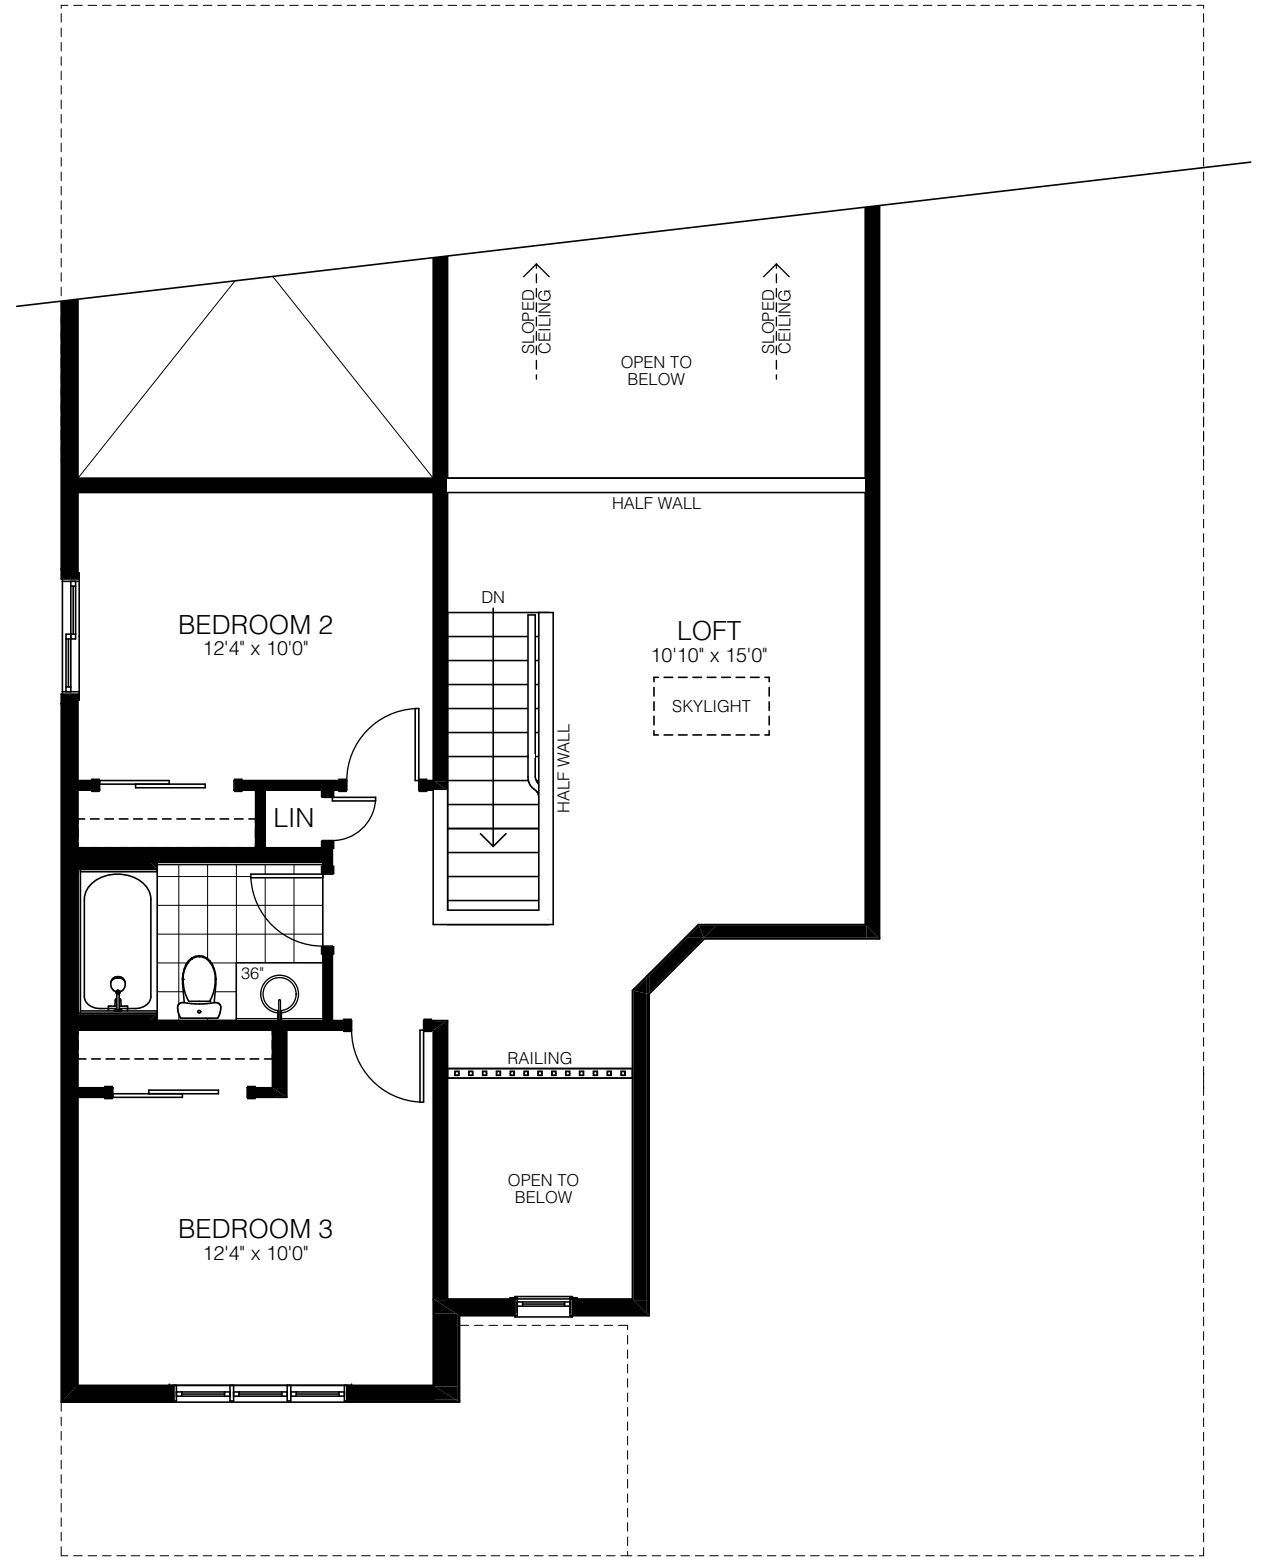 SLOPED
CEILING
SLOPED
CEILING
OPEN TO
BELOW
HALF WALL
DN
BEDROOM 2
12'4" x 10'0"
LOFT
10'10" x 15'0"
SKYLIGHT
HALF WALL
LIN
36"
RAILING
OPEN TO
BELOW
BEDROOM 3
12'4" x 10'0"